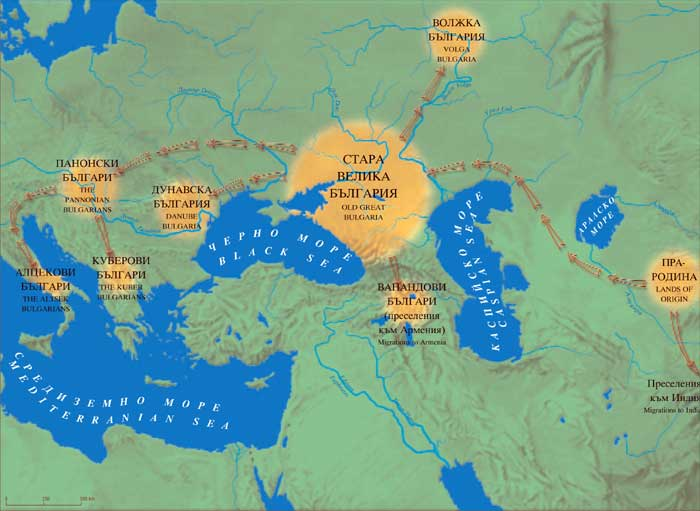 ВОЛЖКА
БЪЛГАРИЯ
VOLGA
BULGARIA
СТАРА
ВЕЛИКА
БЪЛГАРИЯ
OLD GREAT
BULGARIA
ПАНОНСКИ
БЪЛГАРИ
THE
PANNONIAN
BULGARIANS
ДУНАВСКА
БЪЛГАРИЯ
DANUBE
BULGARIA
ЧЕРНО МОРЕ
BLACK SEA
КАСПИЙСКО МОРЕ
CASPIAN SEA
АРАЛСКО
МОРЕ
ПРА-
РОДИНА
LANDS OF
ORIGIN
АЛЦЕКОВИ
БЪЛГАРИ
THE ALTSEK
BULGARIANS
КУБЕРОВИ
БЪЛГАРИ
THE KUBER
BULGARIANS
ВАНАНДОВИ
БЪЛГАРИ
(преселения
към Армения)
Migrations to Armenia
Преселения
към Индия
Migrations to India
СРЕДИЗЕМНО МОРЕ
MEDITERRANIAN SEA